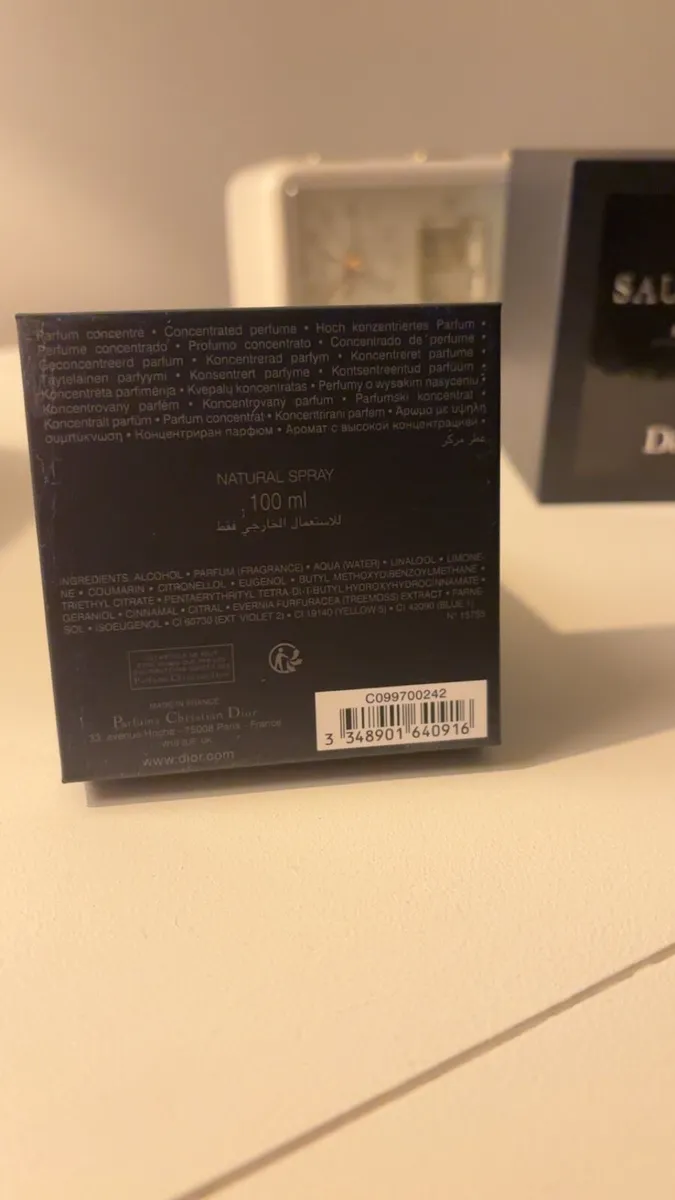 Parfum concentré • Concentrated perfume • Hoch konzentriertes Parfum •
Perfume concentrado • Profumo concentrato • Concentrado de perfume •
Geconcentreerd parfum • Konsentrerad parfym • Koncentreret parfume •
Täytelainen parfyymi • Konsentrert parfyme • Kontsentreeritud parfüüm •
Koncentrēta parfimērija • Kvepalų koncentratas • Perfumy o wysokim nasyceniu •
Koncentrovaný parfém • Koncentrovany parfém • Parfumski koncentrat •
Koncentrált parfüm • Parfum concentrat • Koncentrirani parfem • Άρωμα με υψηλή
συμπύκνωση • Концентриран парфюм • Аромат с высокой концентрацией •
عطر مركز
NATURAL SPRAY
100 ml
للاستعمال الخارجي فقط
INGREDIENTS: ALCOHOL • PARFUM (FRAGRANCE) • AQUA (WATER) • LINALOOL • LIMONE-
NE • COUMARIN • CITRONELLOL • EUGENOL • BUTYL METHOXYDIBENZOYLMETHANE •
TRIETHYL CITRATE • PENTAERYTHRITYL TETRA-DI-T-BUTYL HYDROXYHYDROCINNAMATE •
GERANIOL • CINNAMAL • CITRAL • EVERNIA FURFURACEA (TREEMOSS) EXTRACT • FARNE-
SOL • ISOEUGENOL • CI 60730 (EXT VIOLET 2) • CI 19140 (YELLOW 5) • CI 42090 (BLUE 1)
MADE IN FRANCE
Parfums Christian Dior
33, avenue Hoche - 75008 Paris - France
www.dior.com
C099700242
3 348901 640916
SAU